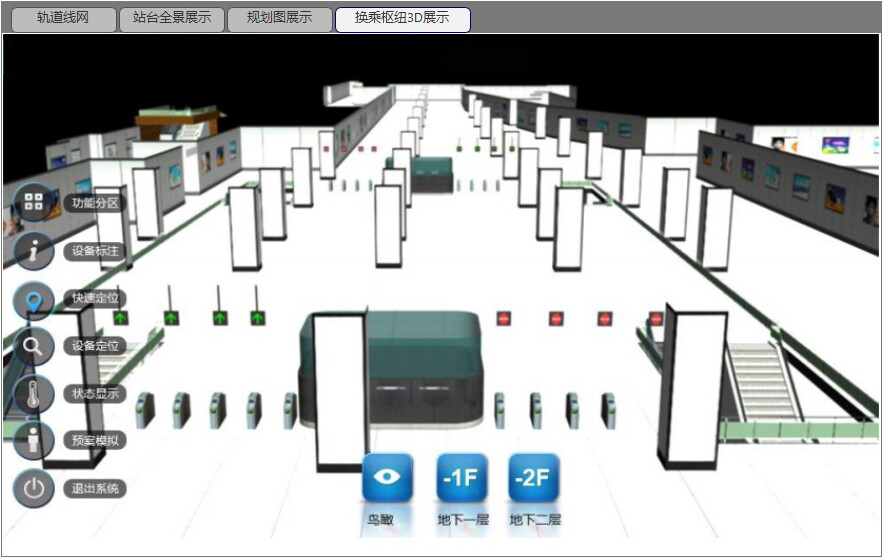 轨道线网
站台全景展示
规划图展示
换乘枢纽3D展示
功能分区
设备标注
快速定位
设备定位
状态显示
预案模拟
退出系统
-1F
-2F
鸟瞰
地下一层
地下二层